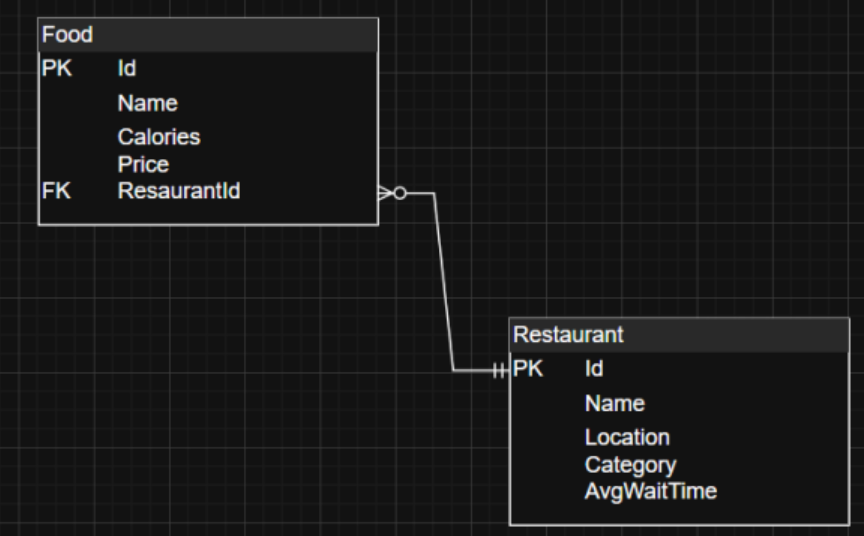 Food
PK Id
Name
Calories
Price
FK ResaurantId
Restaurant
PK Id
Name
Location
Category
AvgWaitTime